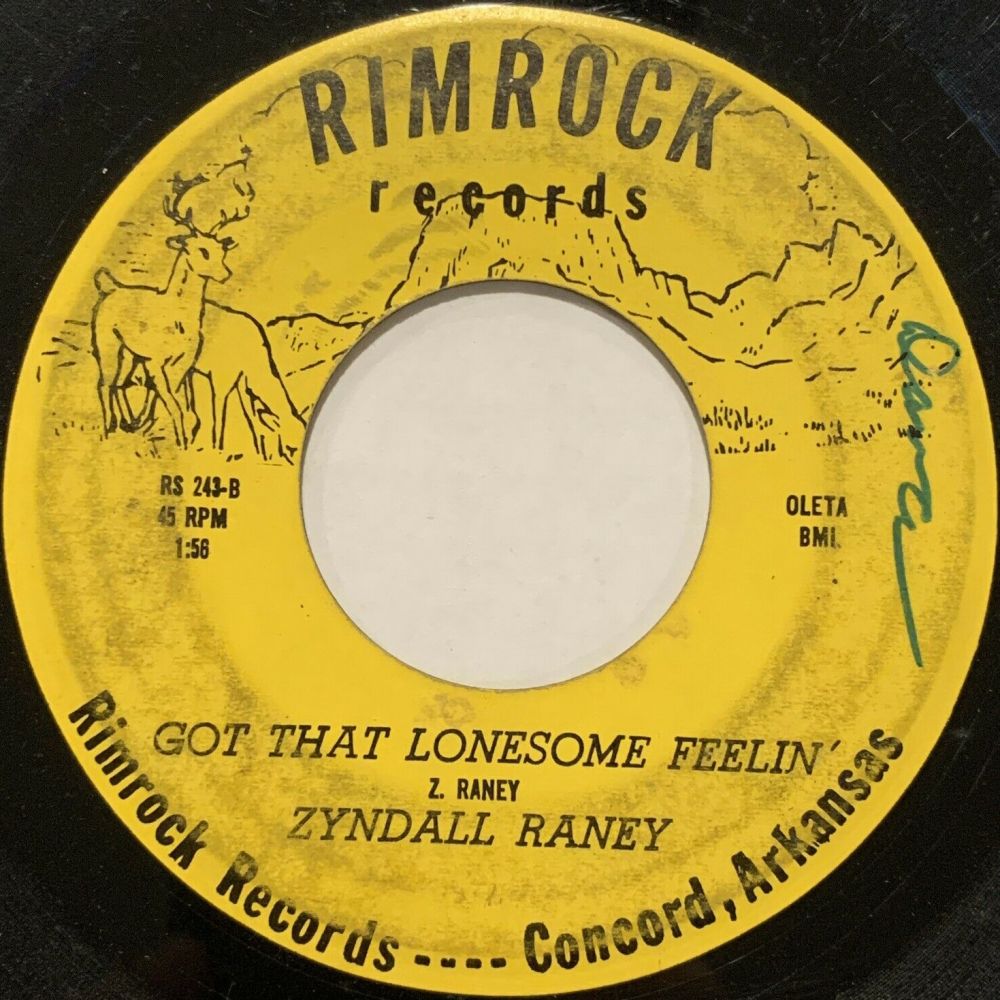 RIMROCK
records
RS 243-B
45 RPM
1:56
OLETA
BMI
GOT THAT LONESOME FEELIN'
Z. RANEY
ZYNDALL RANEY
Rimrock Records ---- Concord, Arkansas